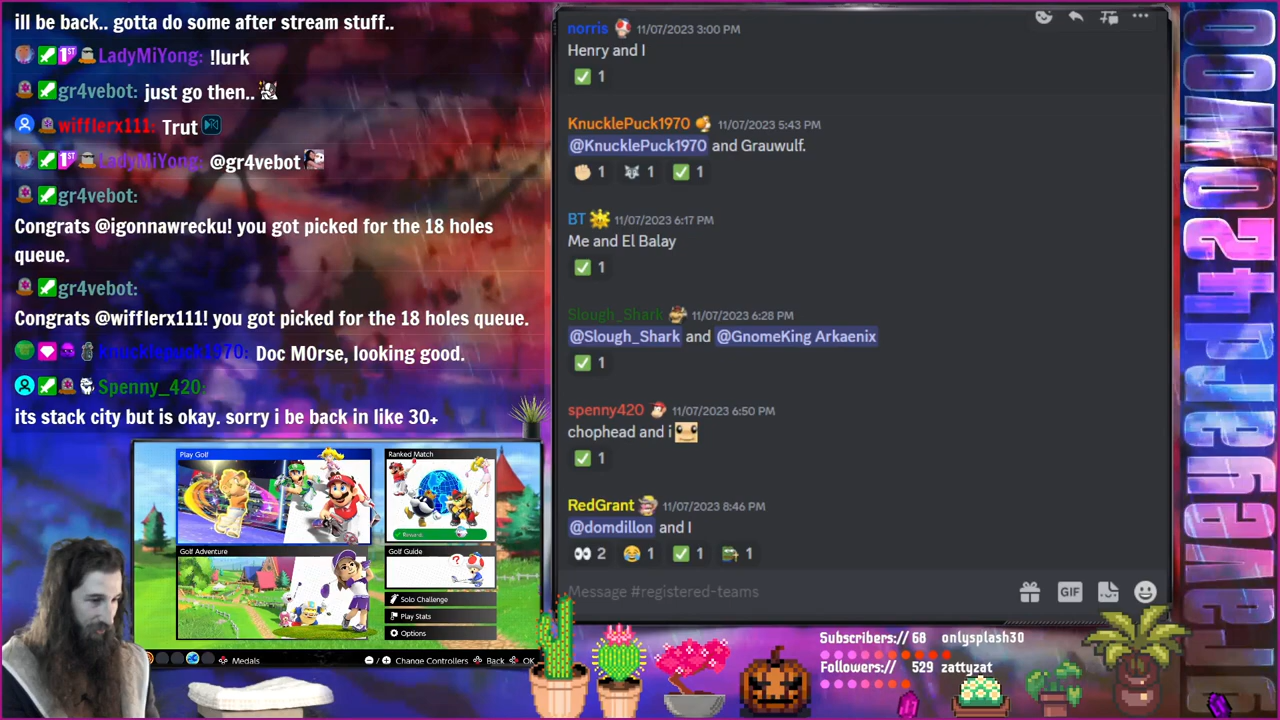 ill be back.. gotta do some after stream stuff..
LadyMiYong: !lurk
gr4vebot: just go then..
wifflerx111: Trut
LadyMiYong: @gr4vebot
gr4vebot:
Congrats @igonnawrecku! you got picked for the 18 holes
queue.
gr4vebot:
Congrats @wifflerx111! you got picked for the 18 holes queue.
knucklepuck1970: Doc M0rse, looking good.
Spenny_420:
its stack city but is okay. sorry i be back in like 30+
Play Golf
Ranked Match
Golf Adventure
Golf Guide
Solo Challenge
Play Stats
Options
Medals
Change Controllers
Back
OK
norris 11/07/2023 3:00 PM
Henry and I
1
KnucklePuck1970 11/07/2023 5:43 PM
@KnucklePuck1970 and Grauwulf.
1 1 1
BT 11/07/2023 6:17 PM
Me and El Balay
1
Slough_Shark 11/07/2023 6:28 PM
@Slough_Shark and @GnomeKing Arkaenix
1
spenny420 11/07/2023 6:50 PM
chophead and i
1
RedGrant 11/07/2023 8:46 PM
@domdillon and I
2 1 1 1
Message #registered-teams
GIF
Subscribers:// 68 onlysplash30
Followers:// 529 zattyzat